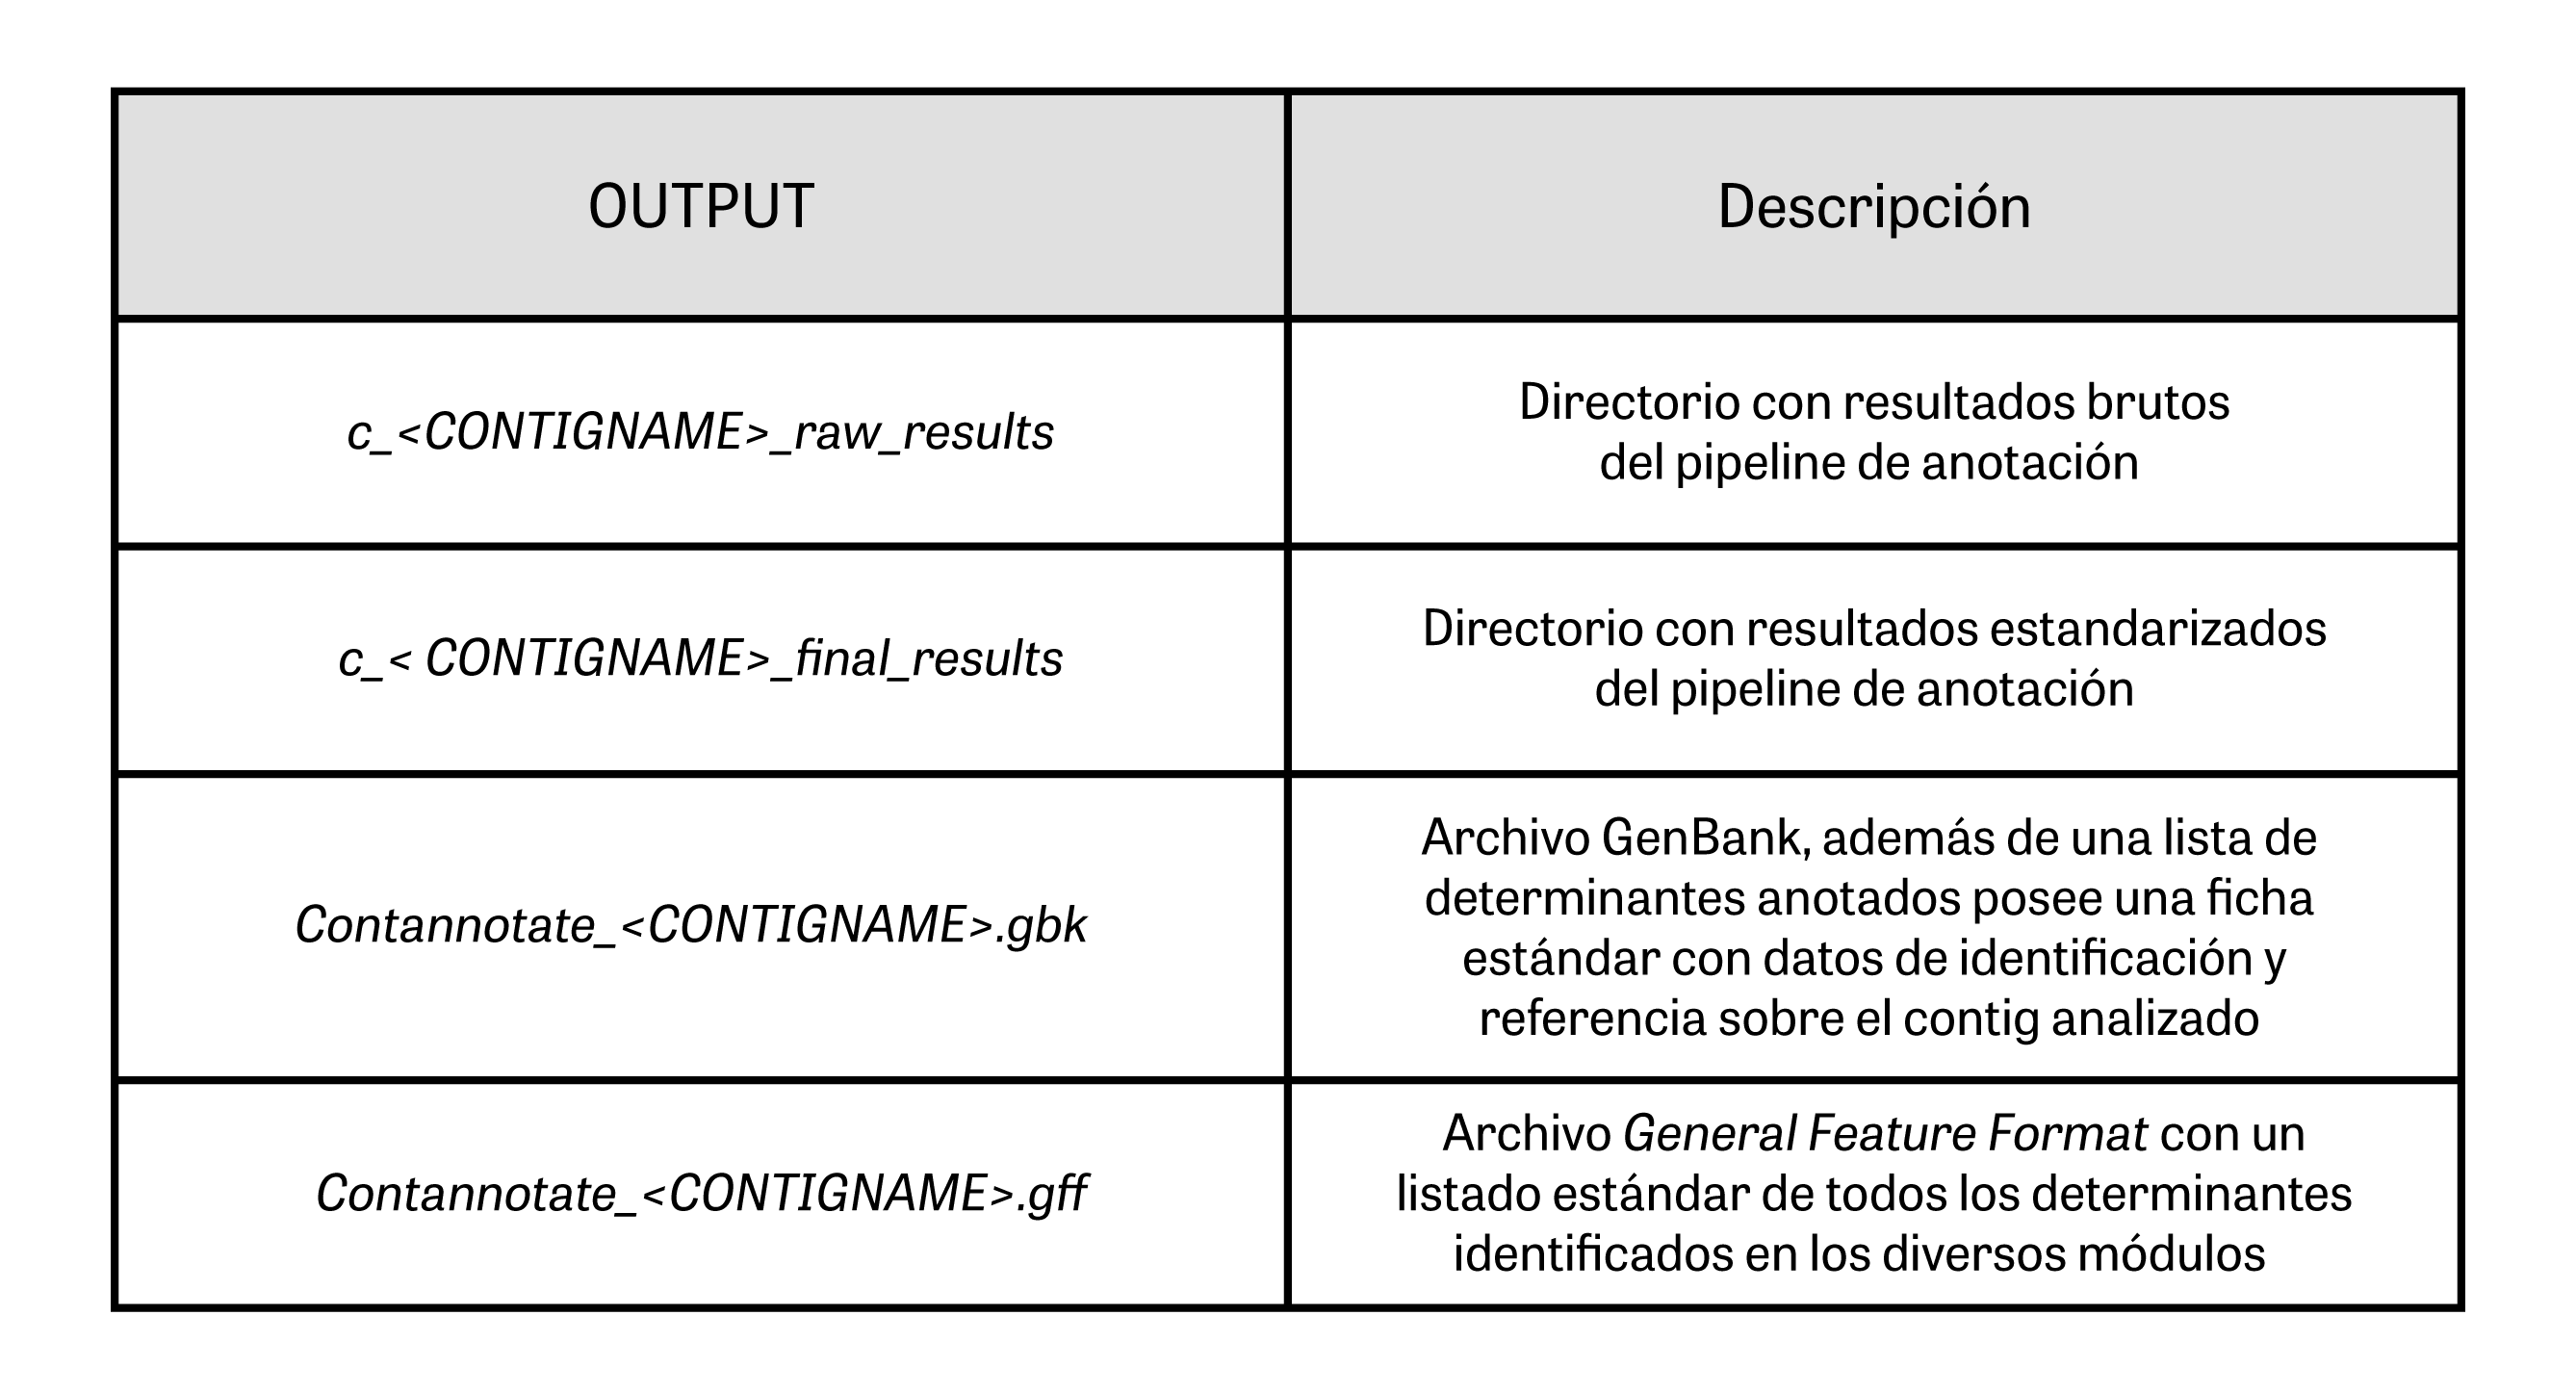 OUTPUT
Descripción
c_<CONTIGNAME>_raw_results
Directorio con resultados brutos
del pipeline de anotación
c_< CONTIGNAME>_final_results
Directorio con resultados estandarizados
del pipeline de anotación
Contannotate_<CONTIGNAME>.gbk
Archivo GenBank, además de una lista de
determinantes anotados posee una ficha
estándar con datos de identificación y
referencia sobre el contig analizado
Contannotate_<CONTIGNAME>.gff
Archivo General Feature Format con un
listado estándar de todos los determinantes
identificados en los diversos módulos